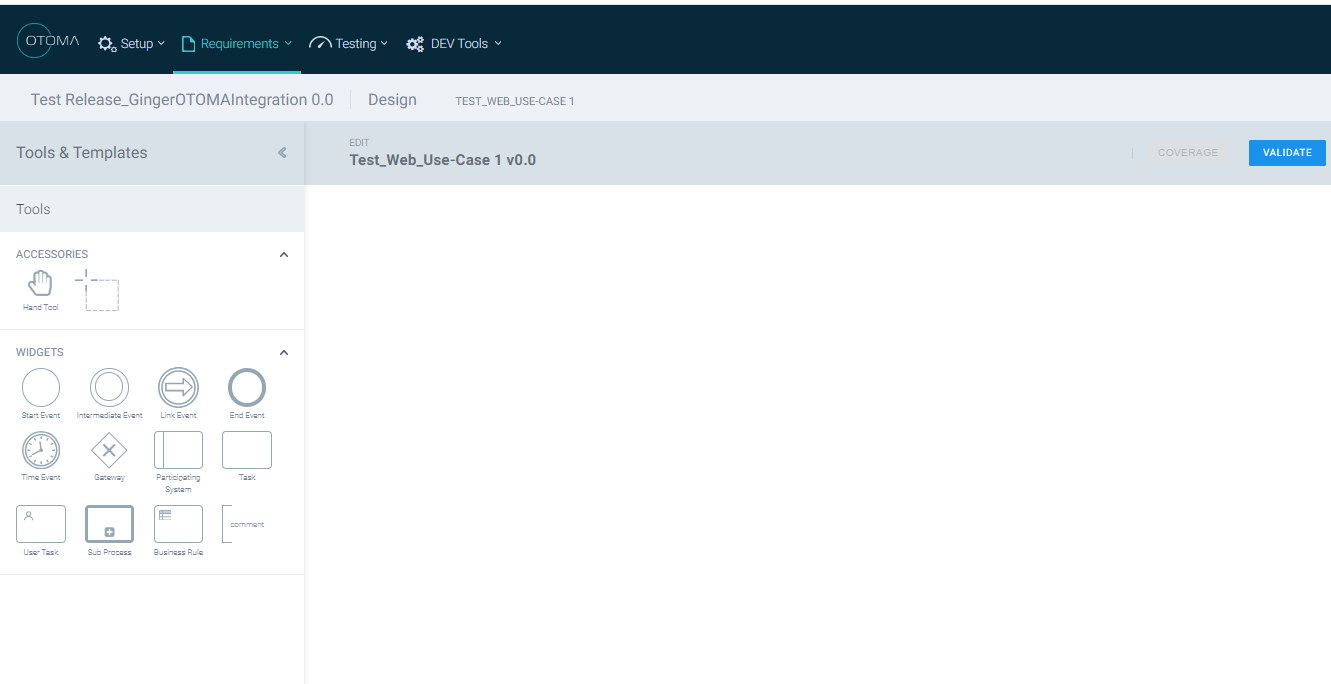 OTOMA
Setup
Requirements
Testing
DEV Tools
Test Release_GingerOTOMAIntegration 0.0
Design
TEST_WEB_USE-CASE 1
Tools & Templates
EDIT
Test_Web_Use-Case 1 v0.0
COVERAGE
VALIDATE
Tools
ACCESSORIES
Hand Tool
WIDGETS
Start Event
Intermediate Event
Link Event
End Event
Time Event
Gateway
Participating
System
Task
User Task
Sub Process
Business Rule
comment